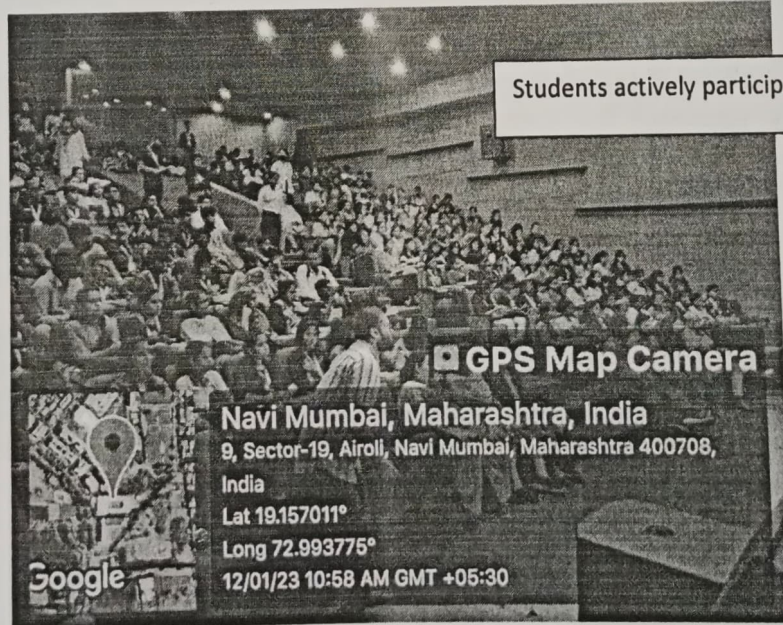 Students actively particip
GPS Map Camera
Navi Mumbai, Maharashtra, India
9, Sector-19, Airoli, Navi Mumbai, Maharashtra 400708,
India
Lat 19.157011°
Long 72.993775°
12/01/23 10:58 AM GMT +05:30
Google